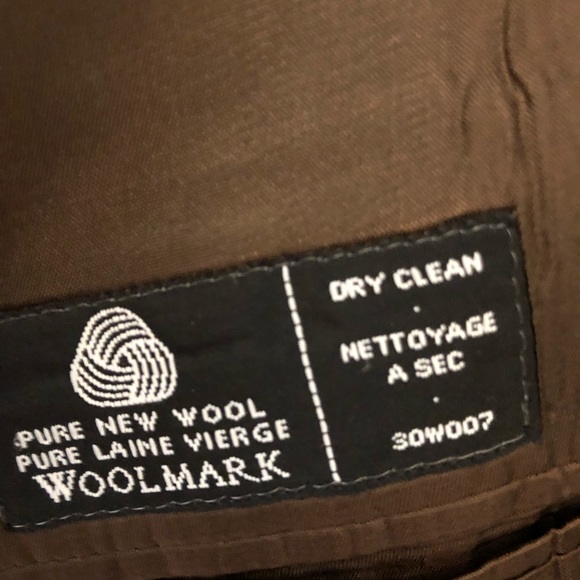 PURE NEW WOOL
PURE LAINE VIERGE
WOOLMARK
DRY CLEAN
NETTOYAGE
A SEC
30W007